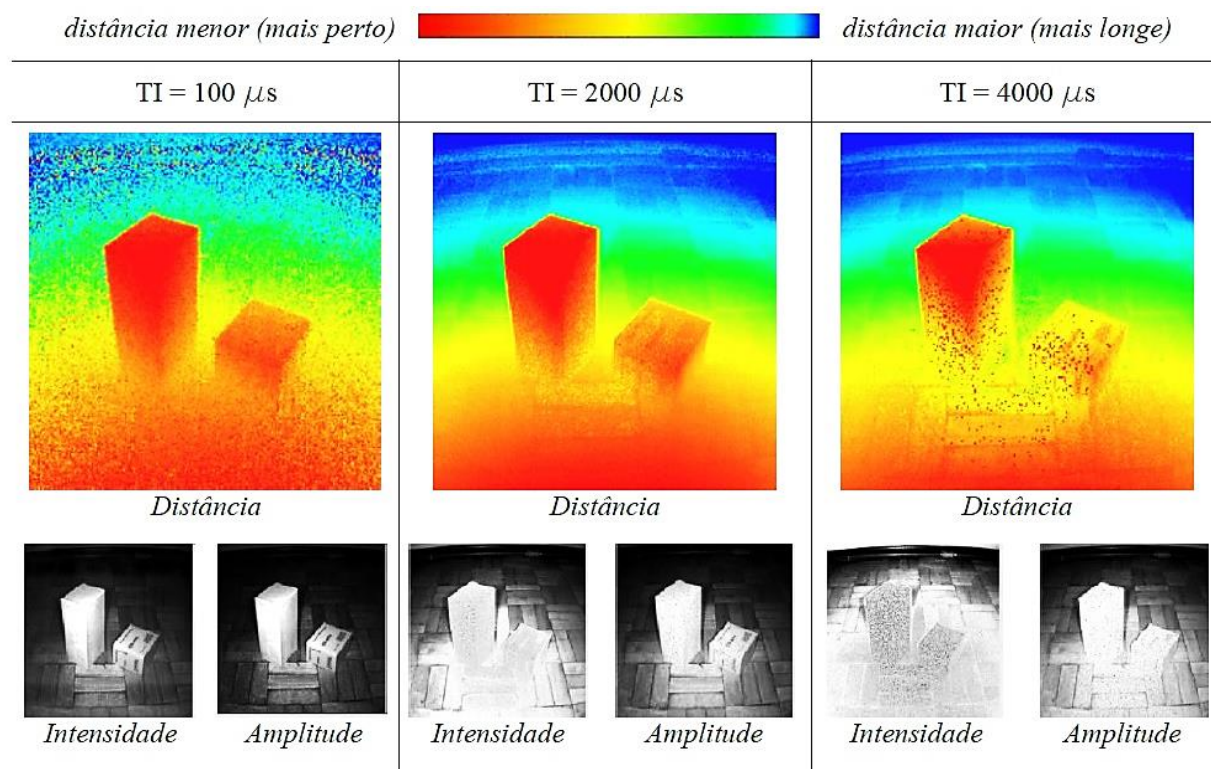 distância menor (mais perto) distância maior (mais longe)
TI = 100 μs TI = 2000 μs TI = 4000 μs
Distância Distância Distância
Intensidade Amplitude Intensidade Amplitude Intensidade Amplitude